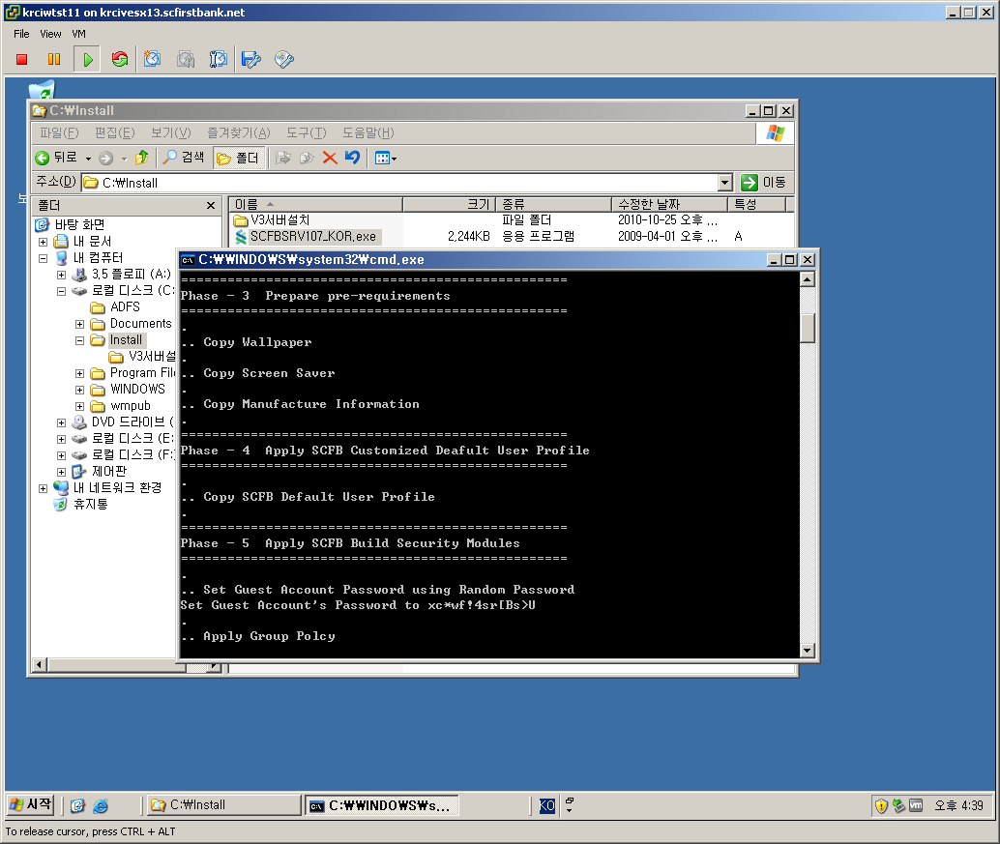 krciwtst11 on krcivesx13.scfirstbank.net
File View VM
C:₩Install
파일(F) 편집(E) 보기(V) 즐겨찾기(A) 도구(T) 도움말(H)
뒤로 검색 폴더
주소(D) C:₩Install 이동
폴더
이름 크기 종류 수정한 날짜 특성
V3서버설치 파일 폴더 2010-10-25 오후 ...
SCFBSRV107_KOR.exe 2,244KB 응용 프로그램 2009-04-01 오후 ... A
바탕 화면
내 문서
내 컴퓨터
3,5 플로피 (A:)
로컬 디스크 (C:
ADFS
Documents
Install
V3서버설
Program File
WINDOWS
wmpub
DVD 드라이브 (
로컬 디스크 (E:
로컬 디스크 (F:
제어판
내 네트워크 환경
휴지통
C:₩WINDOWS₩system32₩cmd.exe
==================================================
Phase - 3  Prepare pre-requirements
==================================================
.
.. Copy Wallpaper
.
.. Copy Screen Saver
.
.. Copy Manufacture Information
.
==================================================
Phase - 4  Apply SCFB Customized Deafult User Profile
==================================================
.
.. Copy SCFB Default User Profile
.
==================================================
Phase - 5  Apply SCFB Build Security Modules
==================================================
.
.. Set Guest Account Password using Random Password
Set Guest Account's Password to xc*wf!4sr[Bs>U
.
.. Apply Group Polcy
시작 C:₩Install C:₩WINDOWS₩s... KO 오후 4:39
To release cursor, press CTRL + ALT